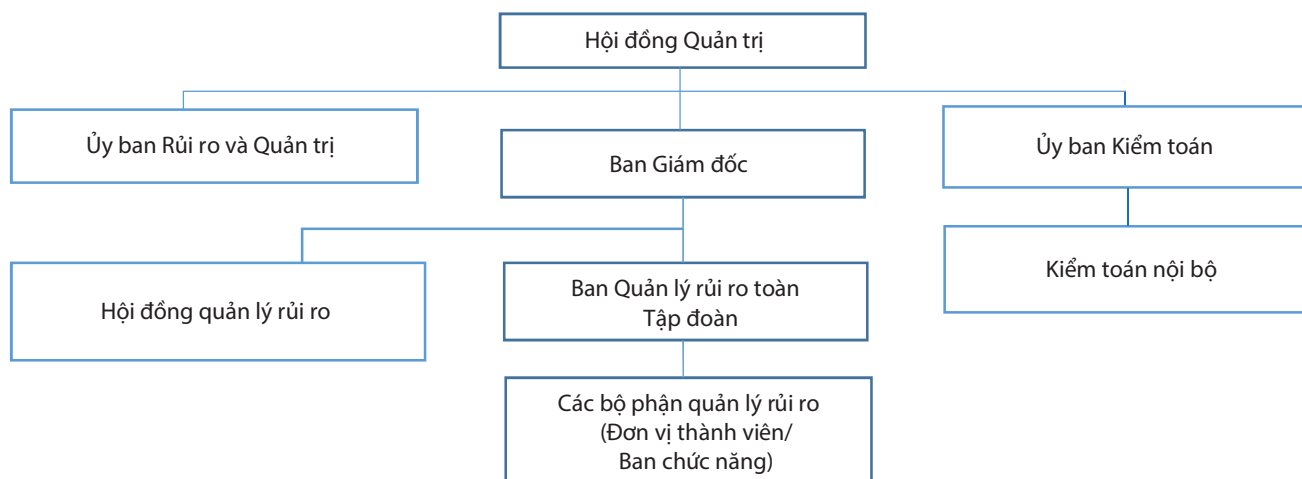 Hội đồng Quản trị
Ủy ban Rủi ro và Quản trị
Ban Giám đốc
Ủy ban Kiểm toán
Hội đồng quản lý rủi ro
Ban Quản lý rủi ro toàn
Tập đoàn
Kiểm toán nội bộ
Các bộ phận quản lý rủi ro
(Đơn vị thành viên/
Ban chức năng)